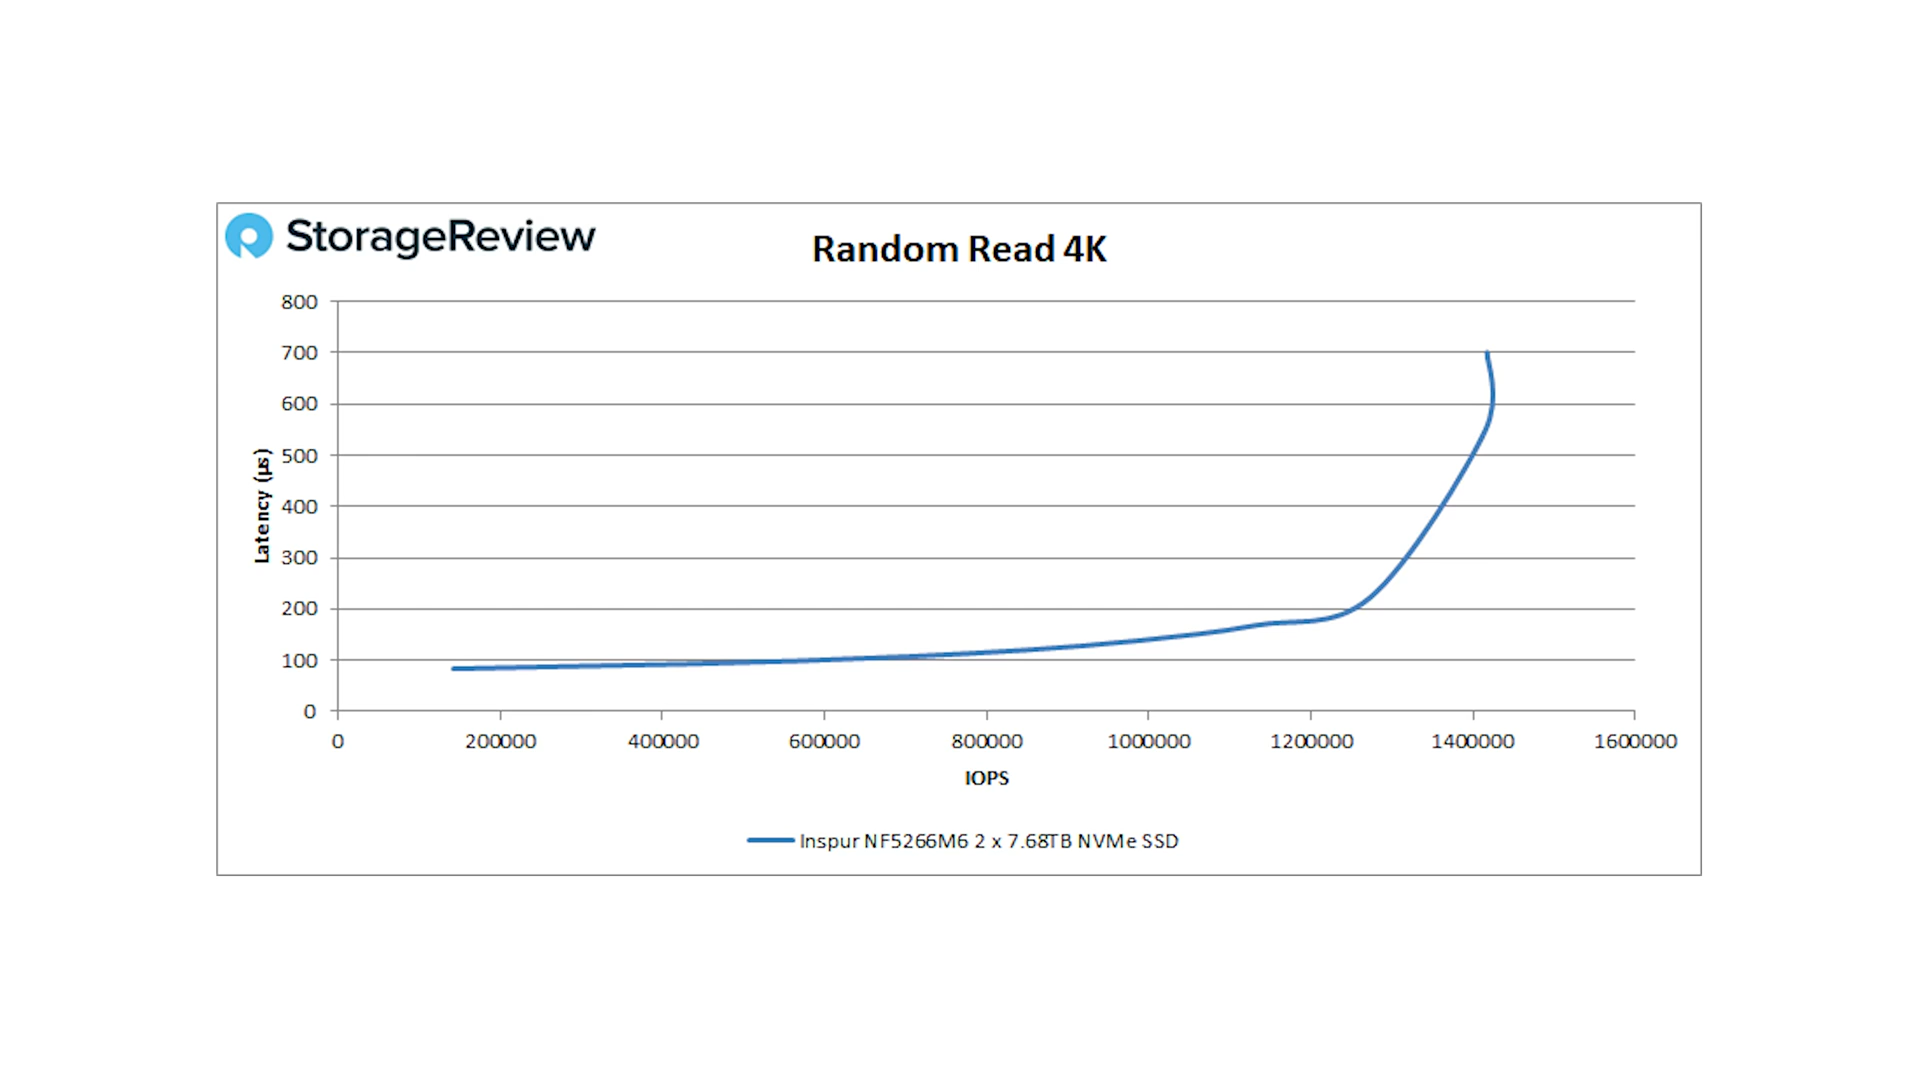 StorageReview
Random Read 4K
800
700
600
500
400
300
200
100
0
Latency (µs)
0 200000 400000 600000 800000 1000000 1200000 1400000 1600000
IOPS
Inspur NF5266M6 2 x 7.68TB NVMe SSD